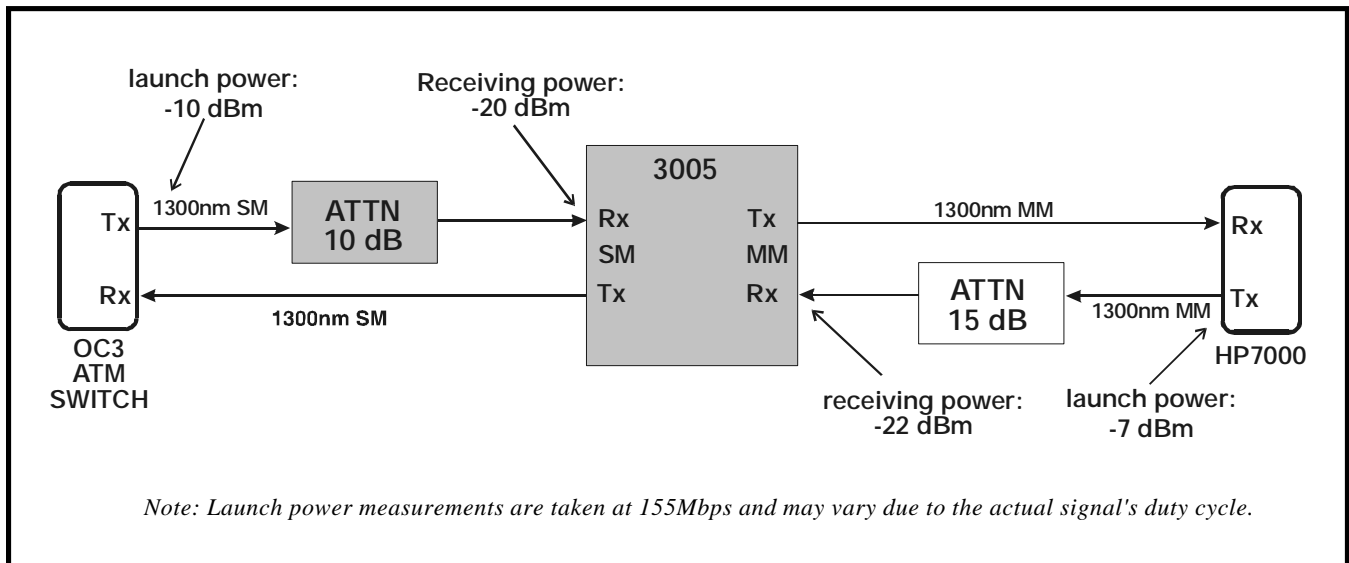 launch power:
-10 dBm
Receiving power:
-20 dBm
3005
Tx
1300nm SM
ATTN
10 dB
Rx
SM
Tx
Tx
MM
Rx
1300nm MM
Rx
Rx
1300nm SM
ATTN
15 dB
1300nm MM
Tx
OC3
ATM
SWITCH
HP7000
receiving power:
-22 dBm
launch power:
-7 dBm
Note: Launch power measurements are taken at 155Mbps and may vary due to the actual signal's duty cycle.